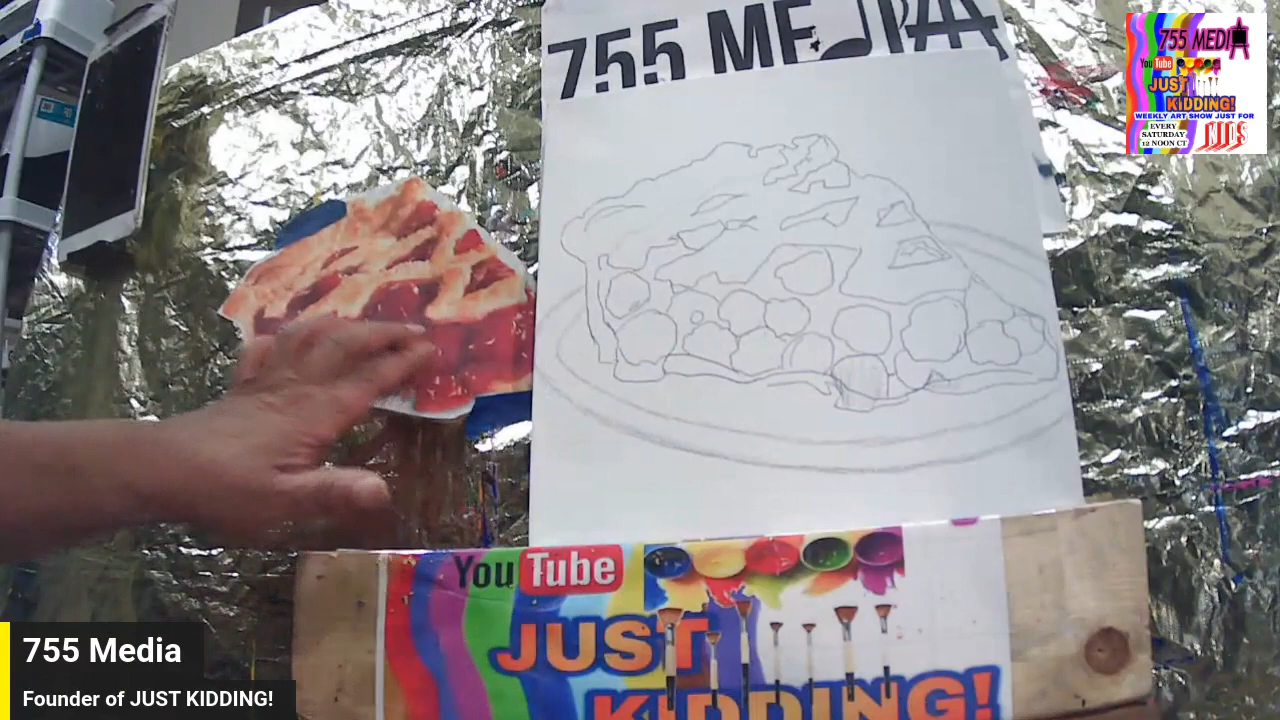 755 MEDIA
755 MEDIA
YouTube
JUST
KIDDING!
WEEKLY ART SHOW JUST FOR
EVERY
SATURDAY
12 NOON CT
KIDS
YouTube
JUST
KIDDING!
755 Media
Founder of JUST KIDDING!